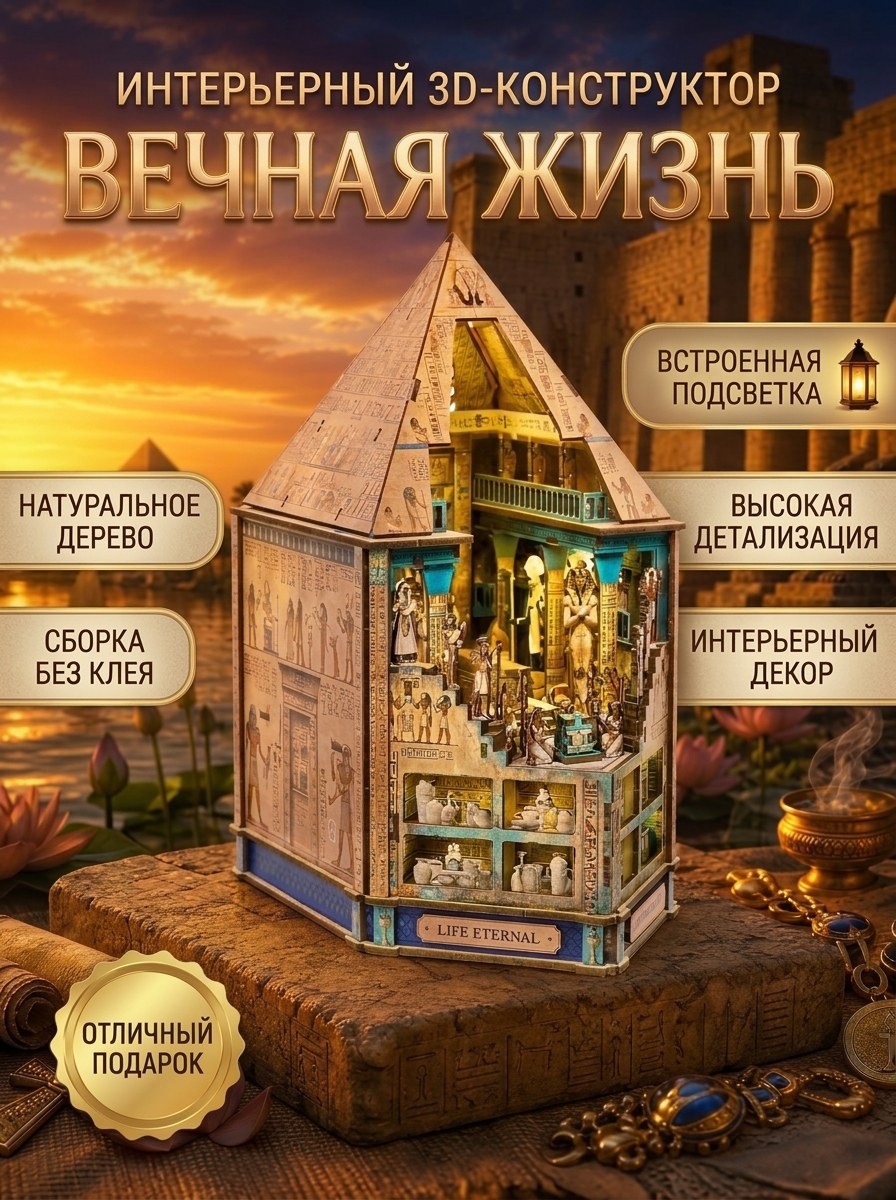 ИНТЕРЬЕРНЫЙ 3D-КОНСТРУКТОР
ВЕЧНАЯ ЖИЗНЬ
ВСТРОЕННАЯ
ПОДСВЕТКА
НАТУРАЛЬНОЕ
ДЕРЕВО
ВЫСОКАЯ
ДЕТАЛИЗАЦИЯ
СБОРКА
БЕЗ КЛЕЯ
ИНТЕРЬЕРНЫЙ
ДЕКОР
LIFE ETERNAL
ОТЛИЧНЫЙ
ПОДАРОК